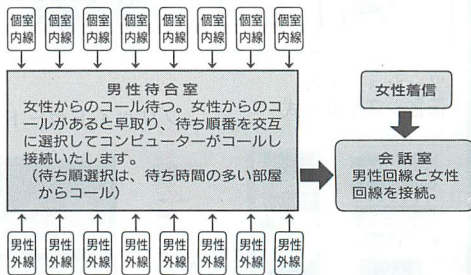 個室内線 個室内線 個室内線 個室内線 個室内線 個室内線 個室内線 個室内線
男性待合室
女性からのコール待つ。女性からのコ
ールがあると早取り、待ち順番を交互
に選択してコンピューターがコールし
接続いたします。
（待ち順選択は、待ち時間の多い部屋
からコール）
女性着信
会話室
男性回線と女性
回線を接続。
男性外線 男性外線 男性外線 男性外線 男性外線 男性外線 男性外線 男性外線